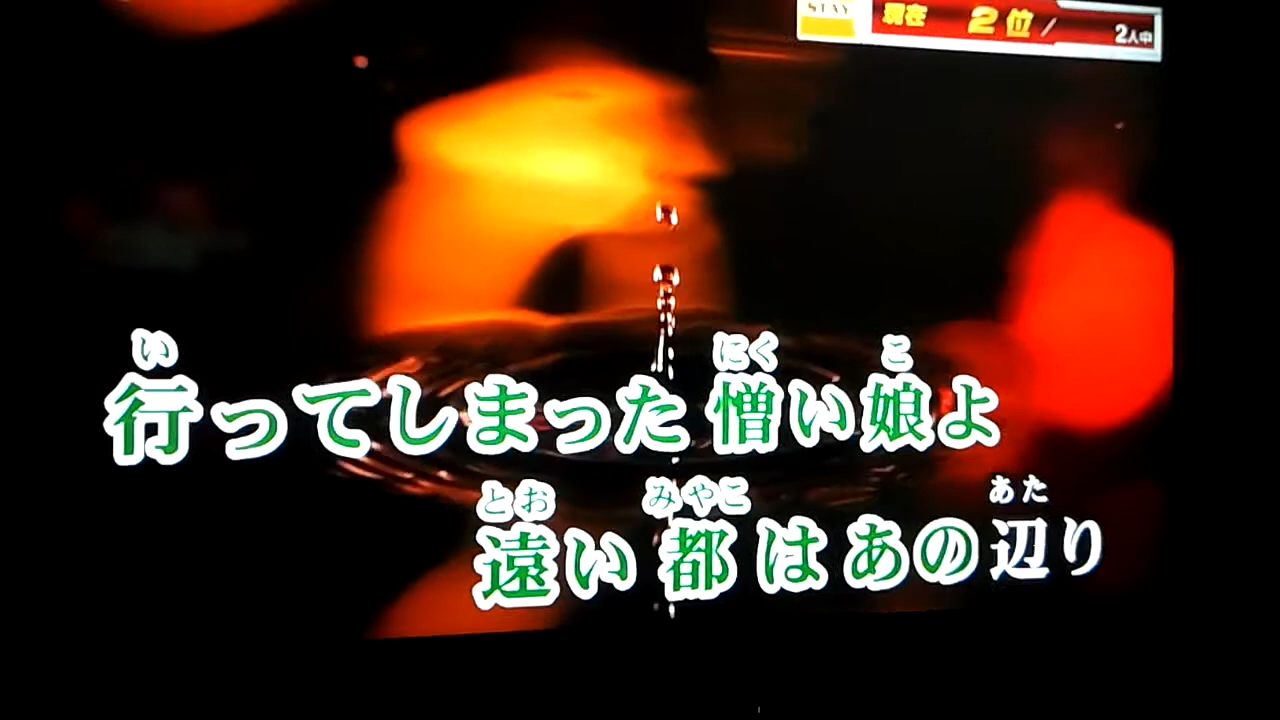 STAY
現在 2位/2人中
い にく こ
行ってしまった 憎い娘よ
とお みやこ あた
遠い 都 は あの辺り